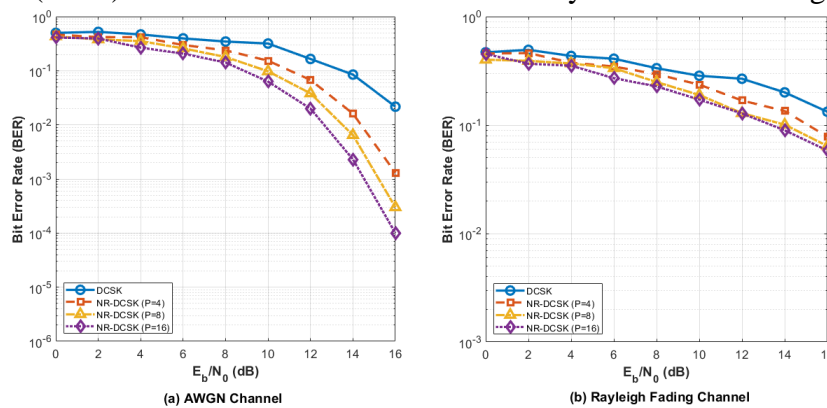 10^0
10^-1
10^-2
10^-3
10^-4
10^-5
10^-6
Bit Error Rate (BER)
DCSK
NR-DCSK (P=4)
NR-DCSK (P=8)
NR-DCSK (P=16)
0 2 4 6 8 10 12 14 16
E_b/N_0 (dB)
(a) AWGN Channel
10^0
10^-1
10^-2
10^-3
Bit Error Rate (BER)
DCSK
NR-DCSK (P=4)
NR-DCSK (P=8)
NR-DCSK (P=16)
0 2 4 6 8 10 12 14
E_b/N_0 (dB)
(b) Rayleigh Fading Channel